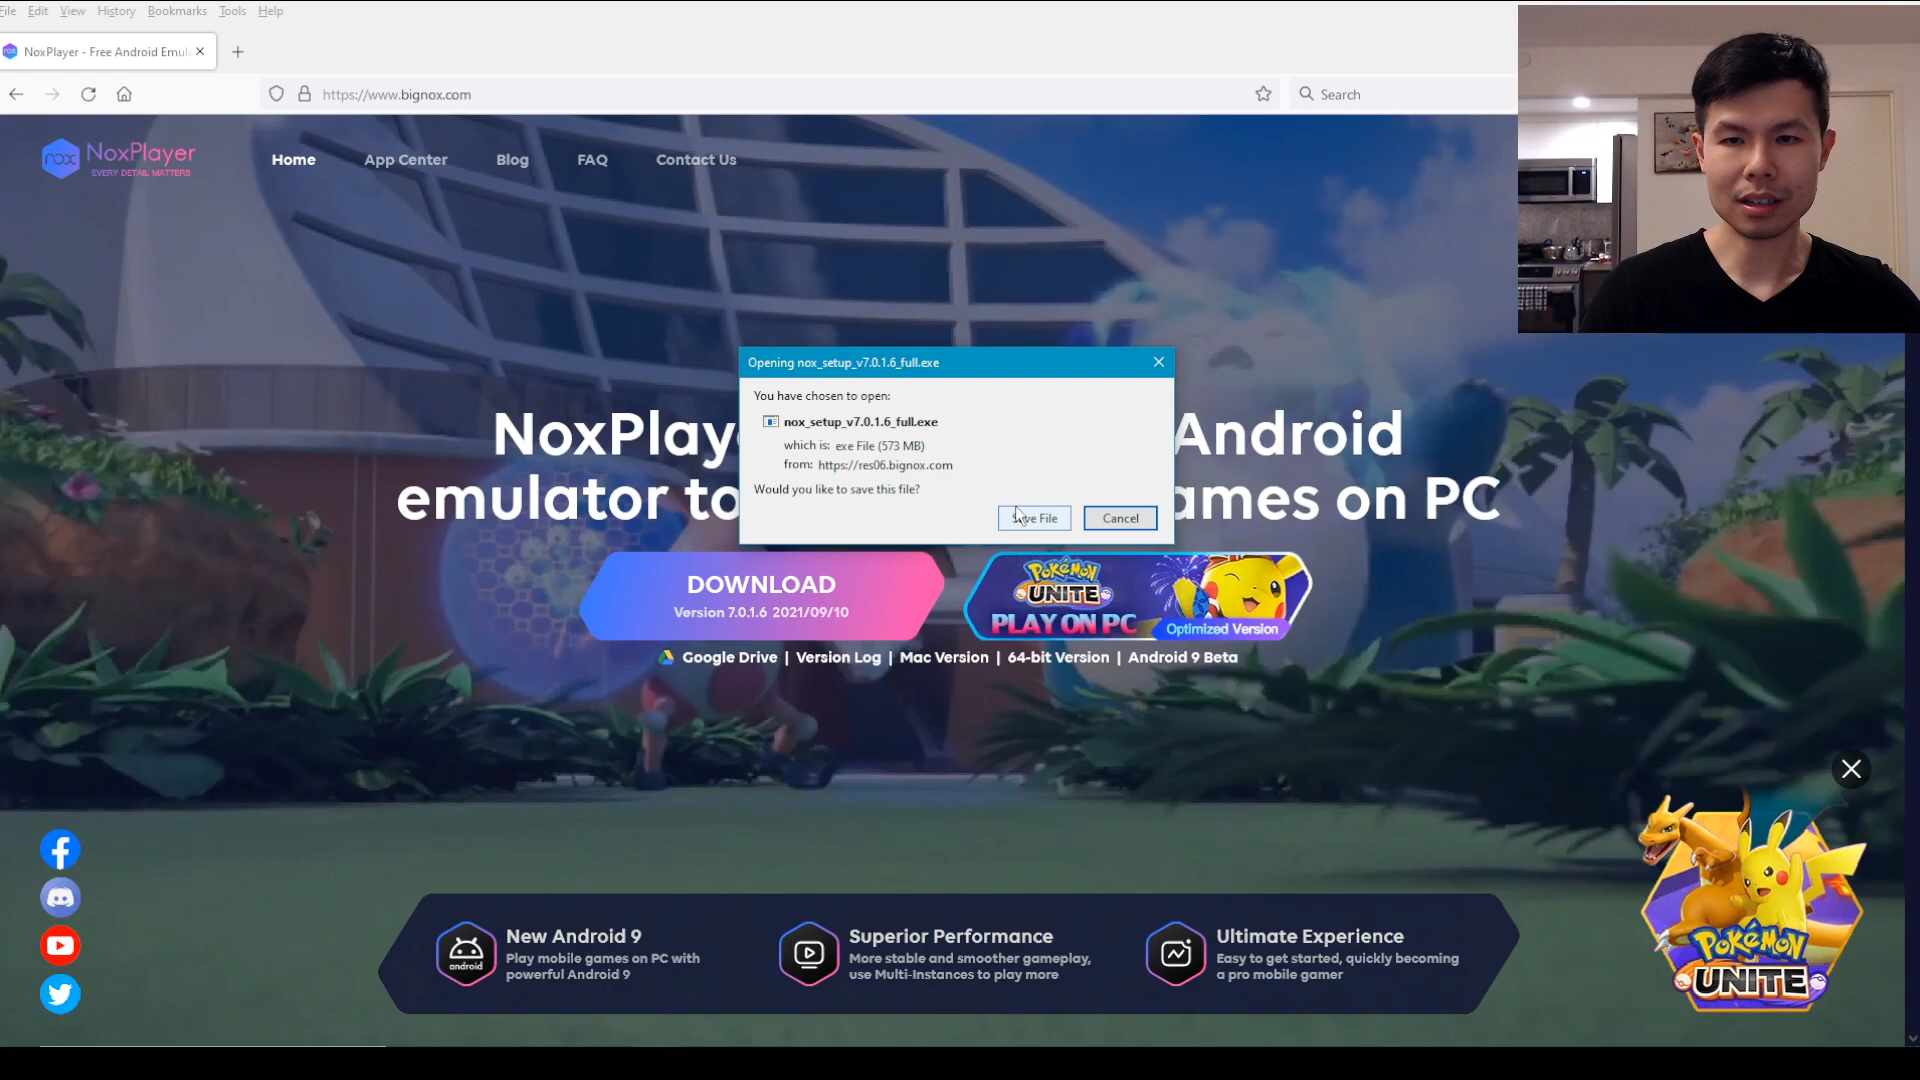 File Edit View History Bookmarks Tools Help
NoxPlayer - Free Android Emul
https://www.bignox.com
Search
nox NoxPlayer
EVERY DETAIL MATTERS
Home App Center Blog FAQ Contact Us
Opening nox_setup_v7.0.1.6_full.exe
You have chosen to open:
nox_setup_v7.0.1.6_full.exe
which is: exe File (573 MB)
from: https://res06.bignox.com
Would you like to save this file?
File Cancel
Android
emulator ames on PC
DOWNLOAD
Version 7.0.1.6 2021/09/10
POKÉMON
UNITE
PLAY ON PC
Optimized Version
Google Drive | Version Log | Mac Version | 64-bit Version | Android 9 Beta
New Android 9
Play mobile games on PC with
powerful Android 9
android
Superior Performance
More stable and smoother gameplay,
use Multi-Instances to play more
Ultimate Experience
Easy to get started, quickly becoming
a pro mobile gamer
POKÉMON
UNITE